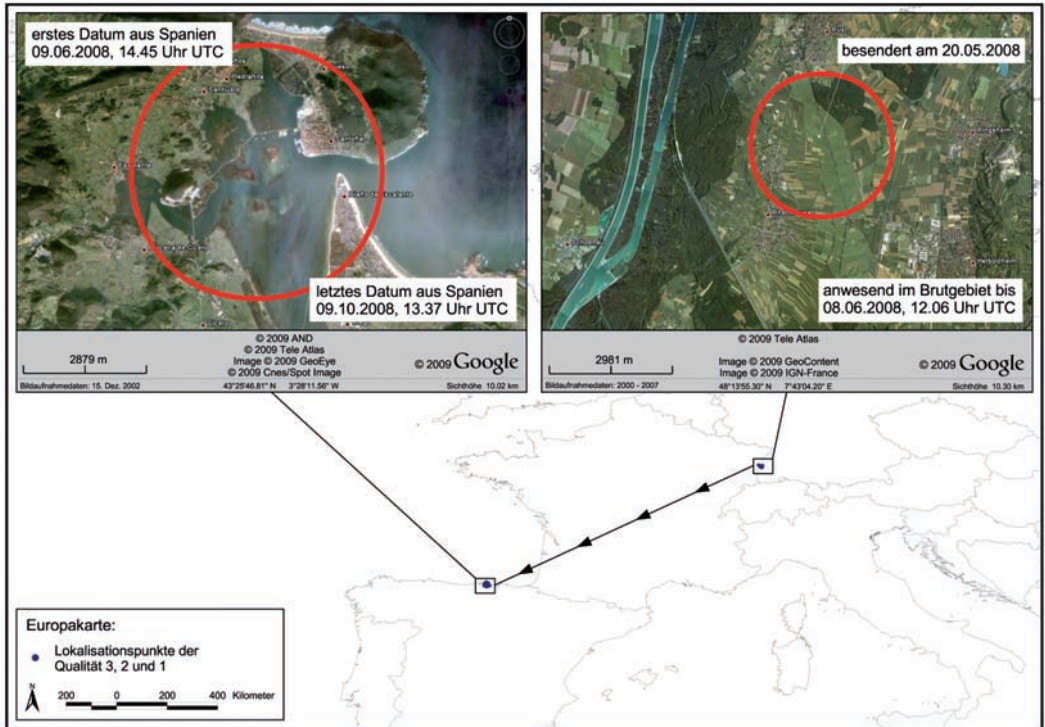 erstes Datum aus Spanien
09.06.2008, 14.45 Uhr UTC
letztes Datum aus Spanien
09.10.2008, 13.37 Uhr UTC
2879 m
© 2009 AND
© 2009 Tele Atlas
Image © 2009 GeoEye
© 2009 Cnes/Spot Image
© 2009 Google
Bildaufnahmedaten: 15. Dez. 2002
43°25'46.81" N 3°28'11.56" W
Sichthöhe 10.02 km
besendert am 20.05.2008
Rust
Ringsheim
Herbolzheim
anwesend im Brutgebiet bis
08.06.2008, 12.06 Uhr UTC
2981 m
© 2009 Tele Atlas
Image © 2009 GeoContent
Image © 2009 IGN-France
© 2009 Google
Bildaufnahmedaten: 2000 - 2007
48°13'55.30" N 7°43'04.20" E
Sichthöhe 10.30 km
Europakarte:
Lokalisationspunkte der
Qualität 3, 2 und 1
N
200 0 200 400 Kilometer